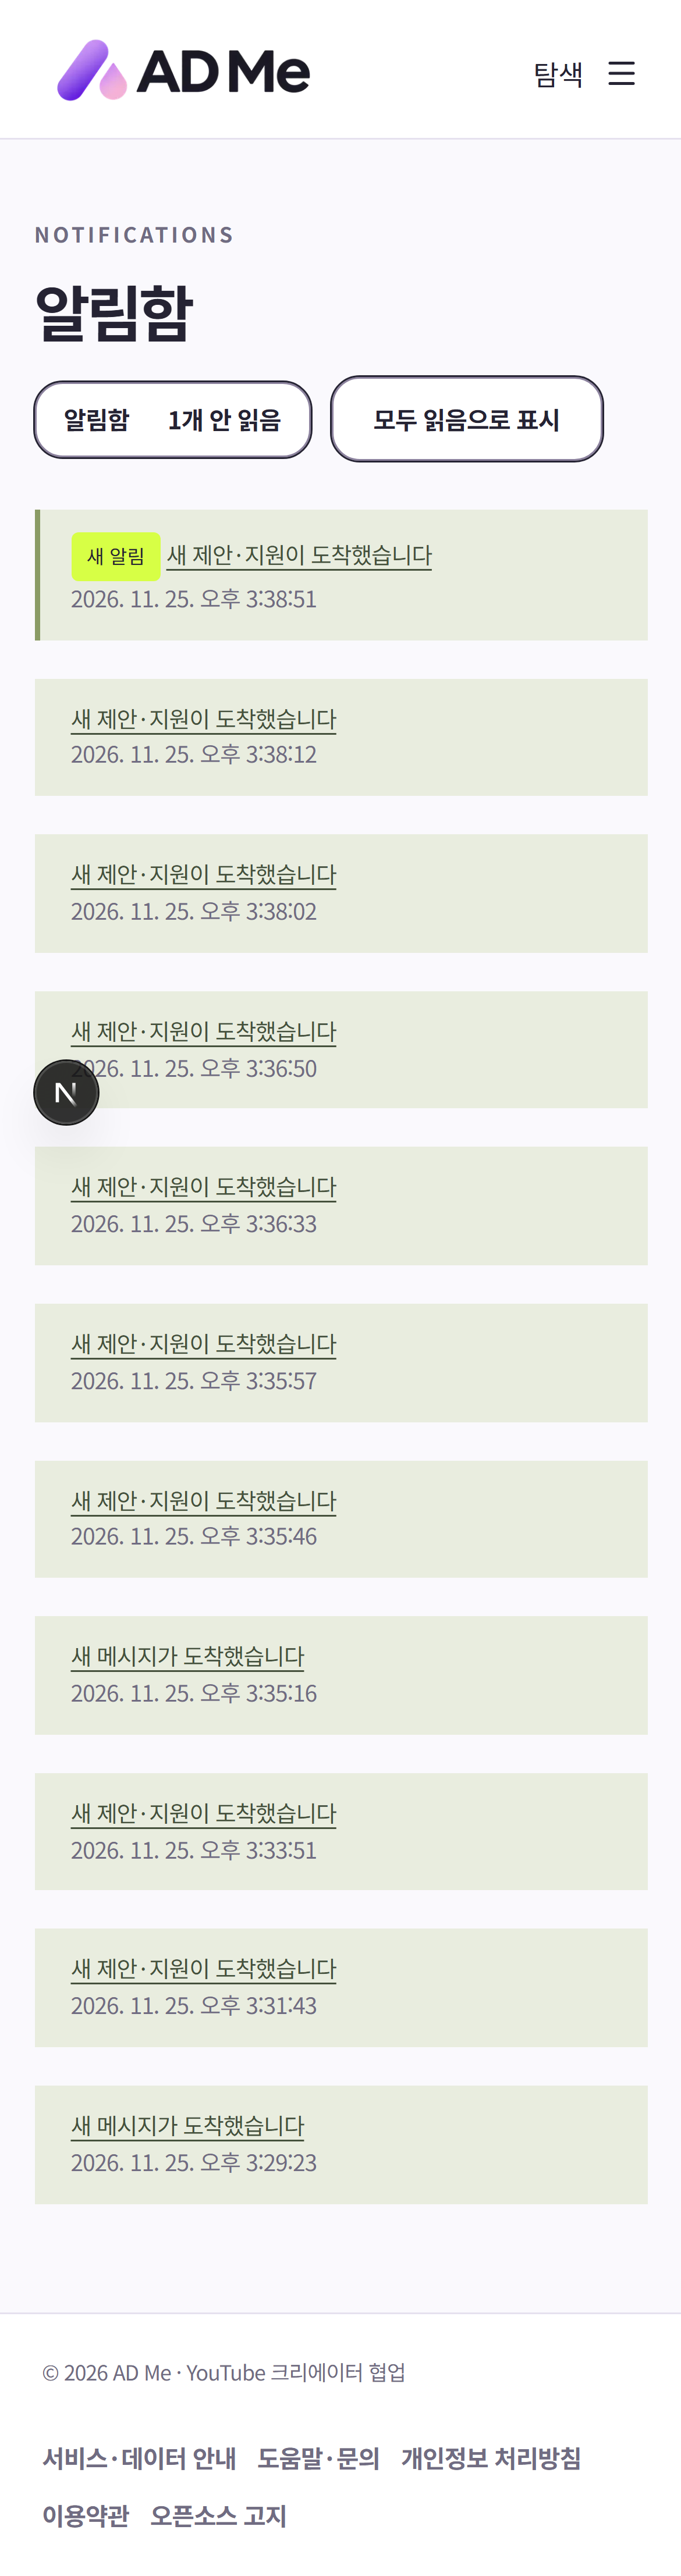 AD Me
탐색
NOTIFICATIONS
알림함
알림함 1개 안 읽음
모두 읽음으로 표시
새 알림 새 제안·지원이 도착했습니다
2026. 11. 25. 오후 3:38:51
새 제안·지원이 도착했습니다
2026. 11. 25. 오후 3:38:12
새 제안·지원이 도착했습니다
2026. 11. 25. 오후 3:38:02
새 제안·지원이 도착했습니다
2026. 11. 25. 오후 3:36:50
N
새 제안·지원이 도착했습니다
2026. 11. 25. 오후 3:36:33
새 제안·지원이 도착했습니다
2026. 11. 25. 오후 3:35:57
새 제안·지원이 도착했습니다
2026. 11. 25. 오후 3:35:46
새 메시지가 도착했습니다
2026. 11. 25. 오후 3:35:16
새 제안·지원이 도착했습니다
2026. 11. 25. 오후 3:33:51
새 제안·지원이 도착했습니다
2026. 11. 25. 오후 3:31:43
새 메시지가 도착했습니다
2026. 11. 25. 오후 3:29:23
© 2026 AD Me · YouTube 크리에이터 협업
서비스·데이터 안내 도움말·문의 개인정보 처리방침
이용약관 오픈소스 고지